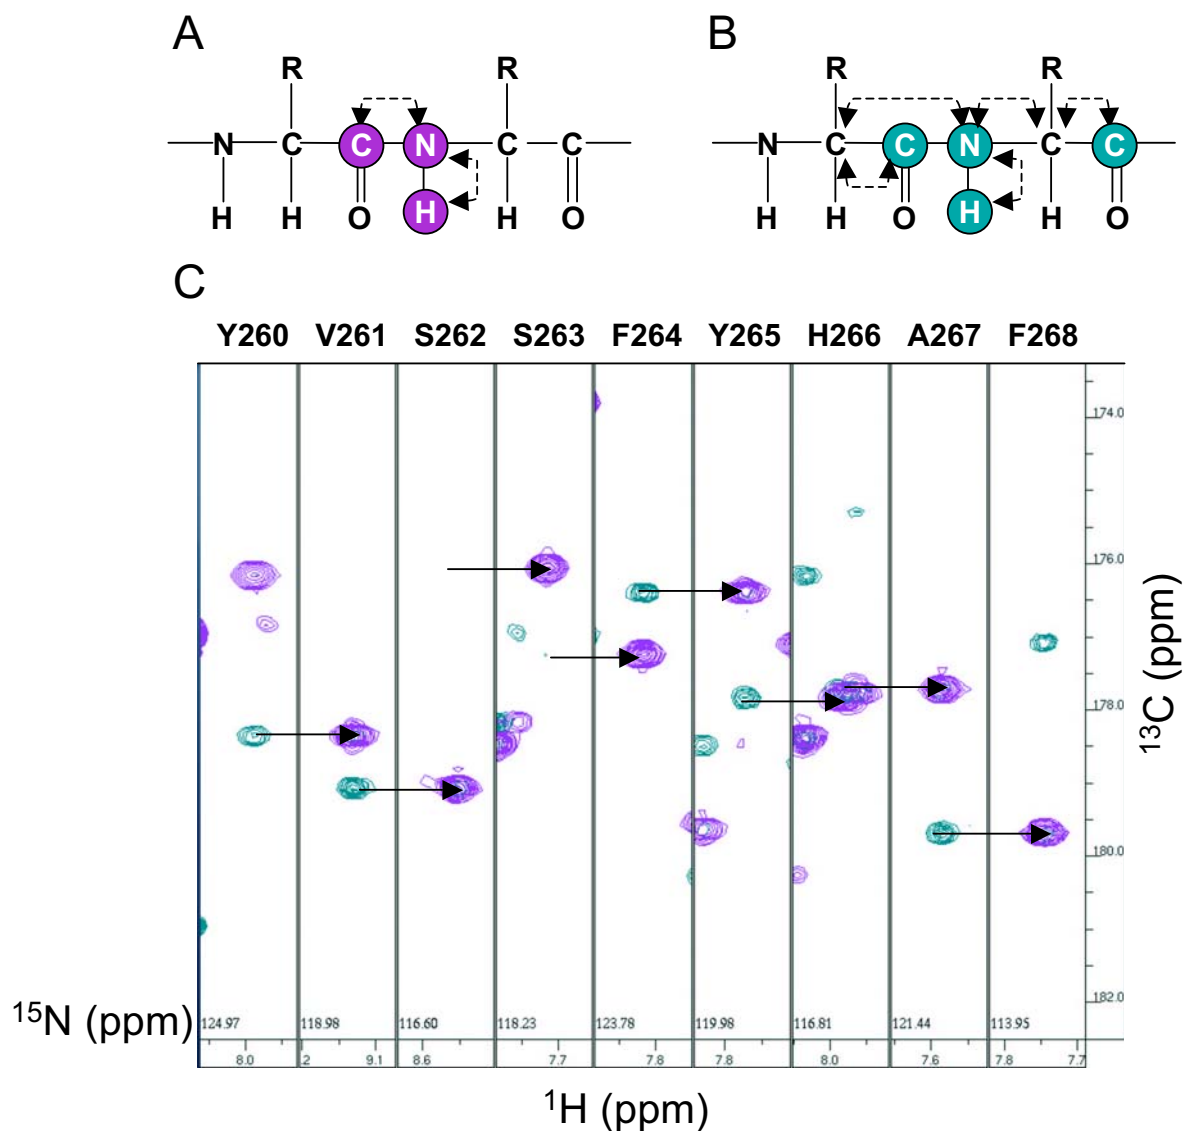 A B
R R R R
N C C N C C N C C N C C
H H O H H O H H O H H O
C
Y260 V261 S262 S263 F264 Y265 H266 A267 F268
174.0
176.0
178.0
180.0
182.0
¹³C (ppm)
¹⁵N (ppm) 124.97 118.98 116.60 118.23 123.78 119.98 116.81 121.44 113.95
8.0 .2 9.1 8.6 7.7 7.8 7.8 8.0 7.6 7.8 7.7
¹H (ppm)